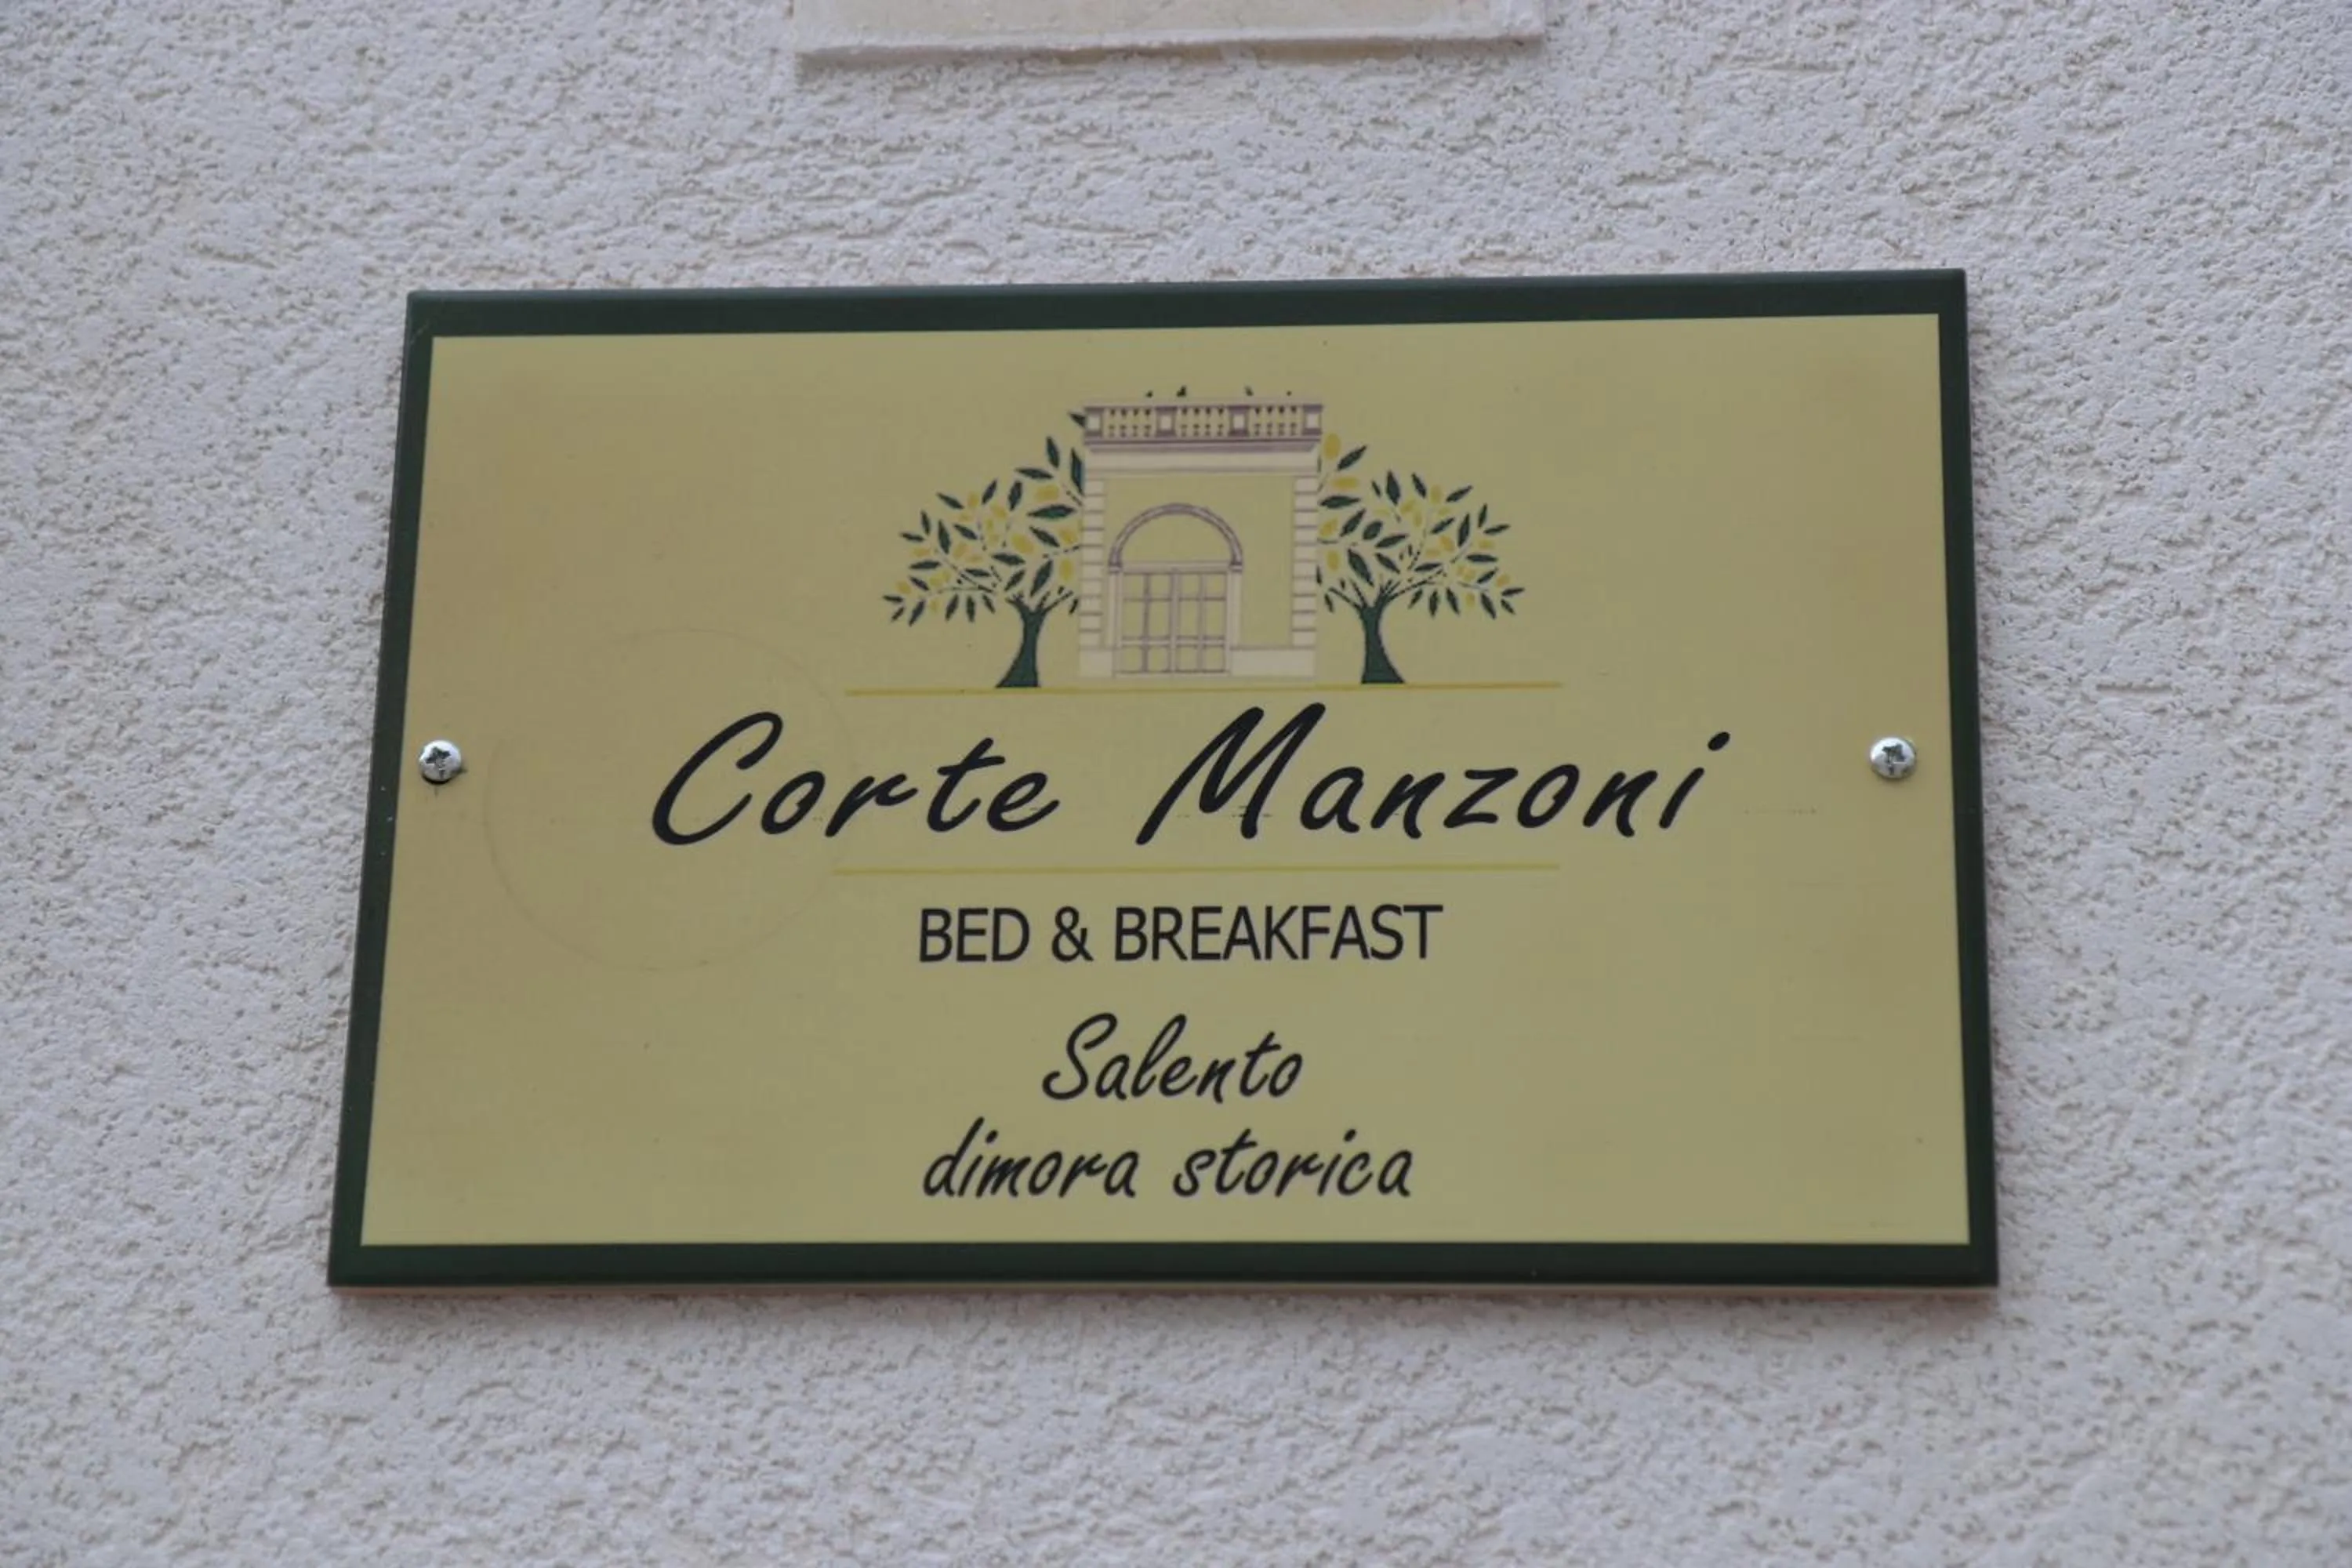 Corte Manzoni
BED & BREAKFAST
Salento
dimora storica